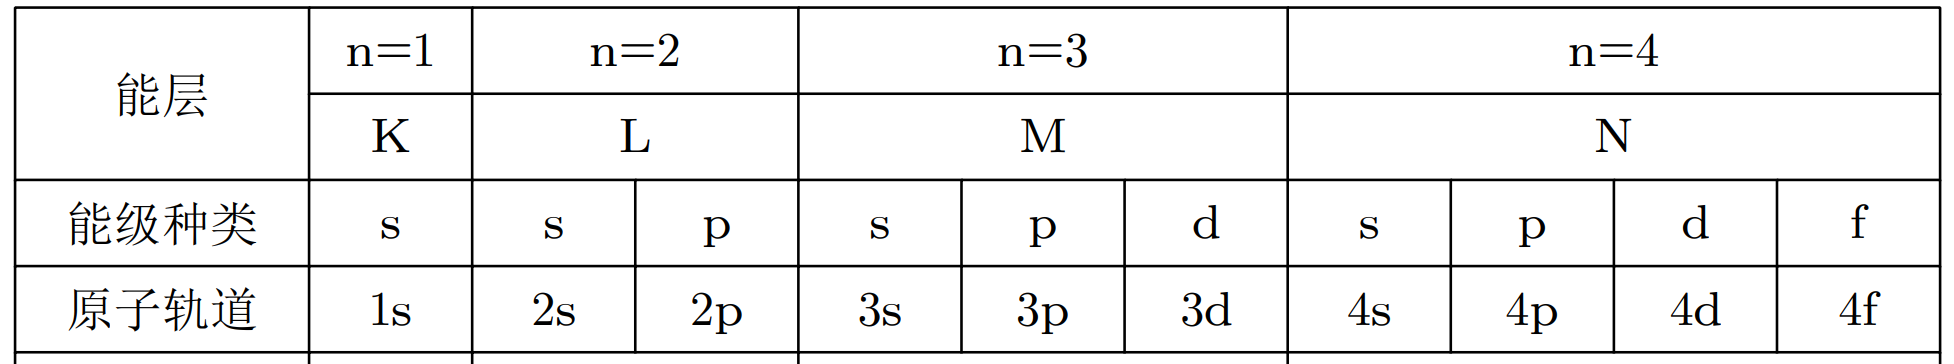 能层 n=1 n=2 n=3 n=4
K L M N
能级种类 s s p s p d s p d f
原子轨道 1s 2s 2p 3s 3p 3d 4s 4p 4d 4f